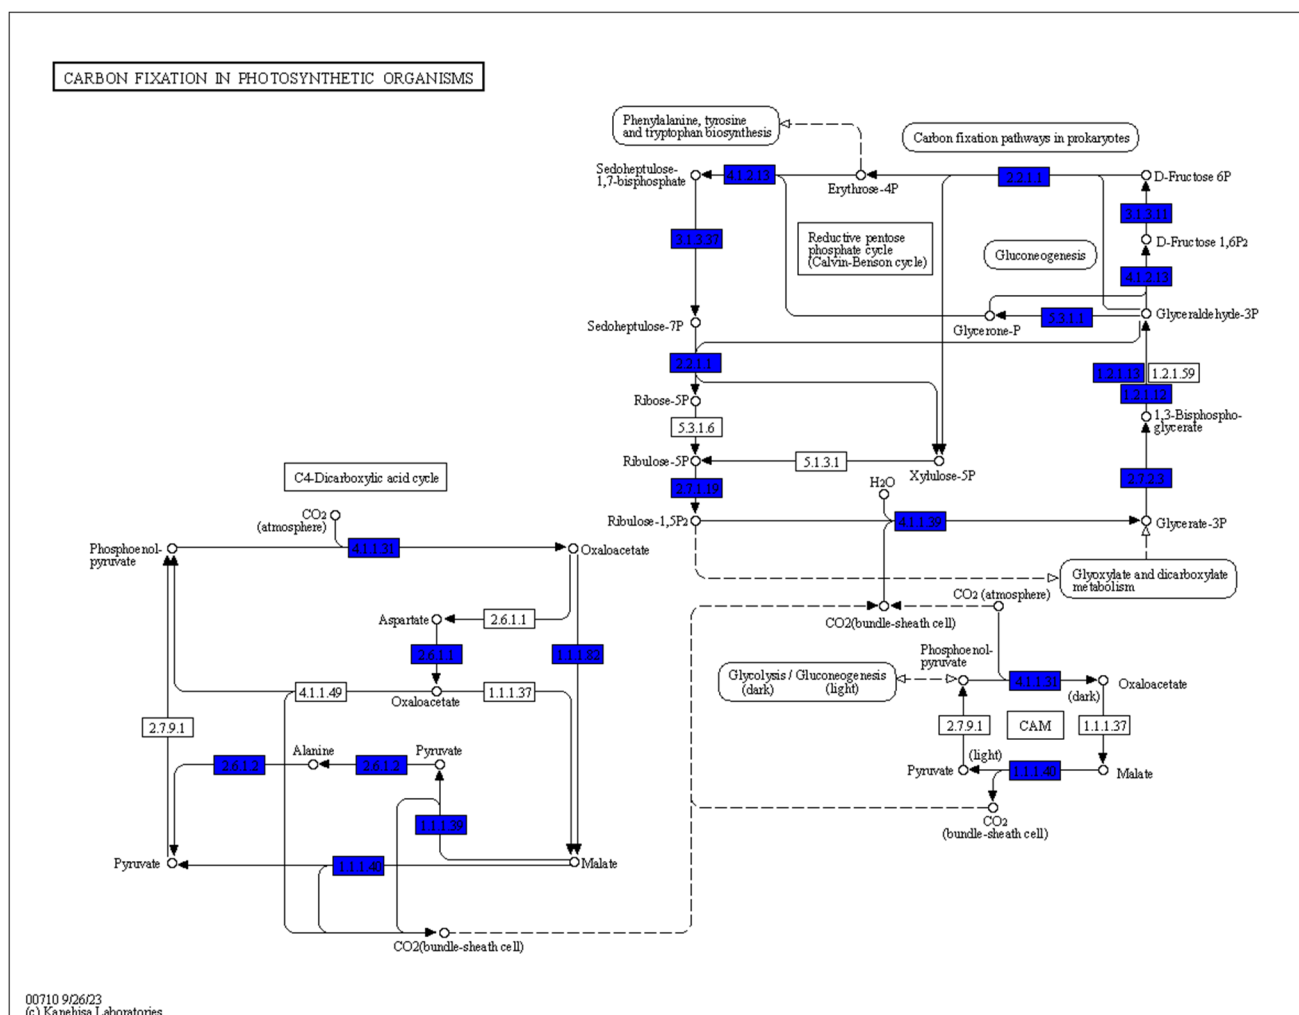 CARBON FIXATION IN PHOTOSYNTHETIC ORGANISMS
Phenylalanine, tyrosine
and tryptophan biosynthesis
Carbon fixation pathways in prokaryotes
Sedoheptulose-
1,7-bisphosphate
4.1.2.13
Erythrose-4P
2.2.1.1
D-Fructose 6P
3.1.3.11
3.1.3.37
Reductive pentose
phosphate cycle
(Calvin-Benson cycle)
Gluconeogenesis
D-Fructose 1,6P2
4.1.2.13
Sedoheptulose-7P
Glycerone-P
5.3.1.1
Glyceraldehyde-3P
2.2.1.1
1.2.1.13
1.2.1.59
1.2.1.12
Ribose-5P
5.3.1.6
1,3-Bisphospho-
glycerate
Ribulose-5P
5.1.3.1
Xylulose-5P
2.7.1.19
2.7.2.3
H2O
Ribulose-1,5P2
4.1.1.39
Glycerate-3P
Glyoxylate and dicarboxylate
metabolism
C4-Dicarboxylic acid cycle
CO2
(atmosphere)
Phosphoenol-
pyruvate
4.1.1.31
Oxaloacetate
Aspartate
2.6.1.1
2.6.1.1
1.1.1.82
4.1.1.49
Oxaloacetate
1.1.1.37
2.7.9.1
Alanine
Pyruvate
2.6.1.2
2.6.1.2
1.1.1.39
Pyruvate
1.1.1.40
Malate
CO2(bundle-sheath cell)
CO2 (atmosphere)
CO2(bundle-sheath cell)
Phosphoenol-
pyruvate
Glycolysis / Gluconeogenesis
(dark) (light)
4.1.1.31
(dark)
Oxaloacetate
2.7.9.1
CAM
1.1.1.37
(light)
Pyruvate
1.1.1.40
Malate
CO2
(bundle-sheath cell)
00710 9/26/23
(c) Kanehisa Laboratories